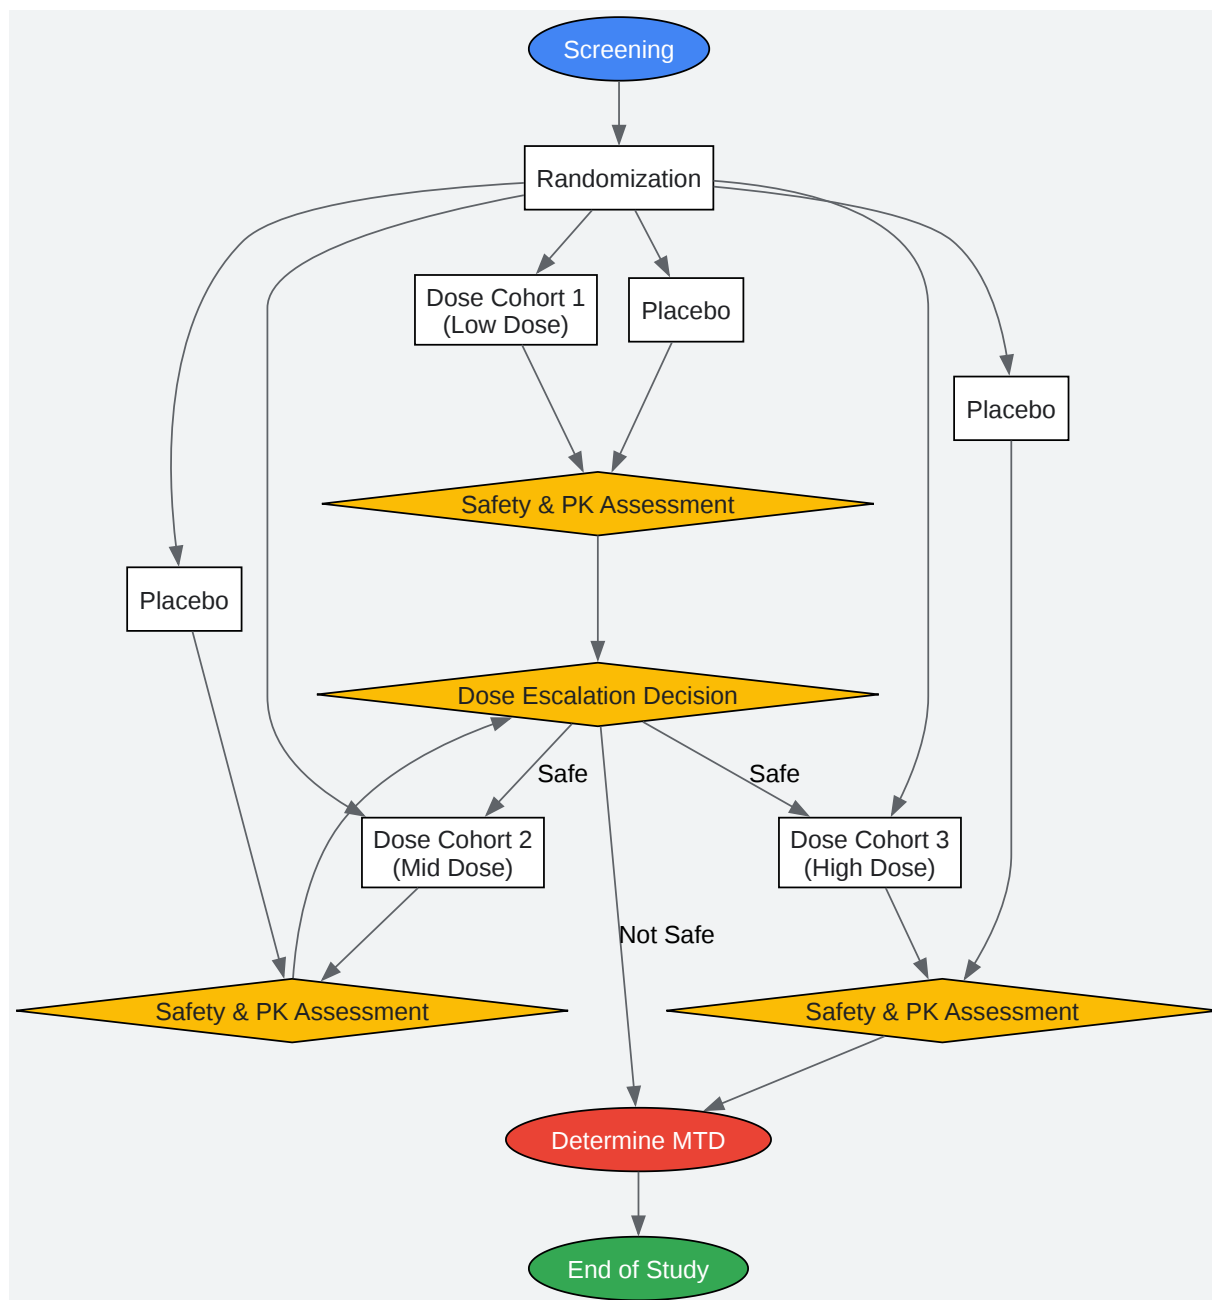 Screening
Randomization
Dose Cohort 1
(Low Dose)
Placebo
Placebo
Safety & PK Assessment
Placebo
Dose Escalation Decision
Safe
Safe
Dose Cohort 2
(Mid Dose)
Dose Cohort 3
(High Dose)
Not Safe
Safety & PK Assessment
Safety & PK Assessment
Determine MTD
End of Study